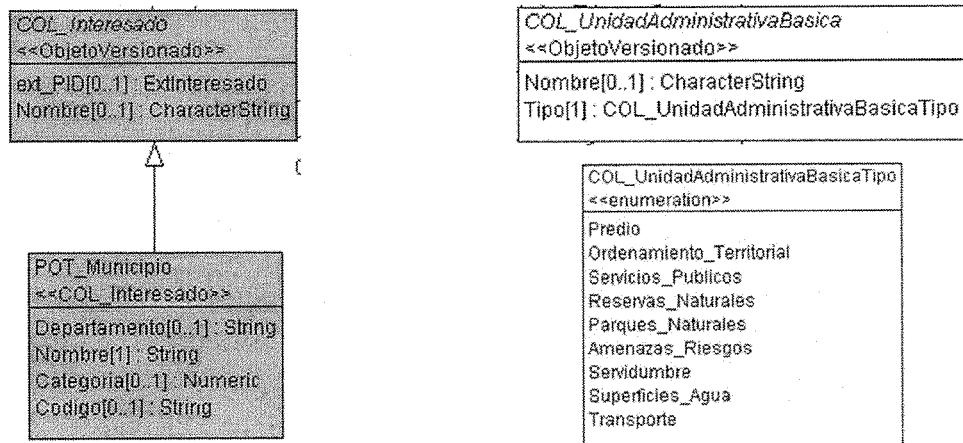 COL_Interesado
<<ObjetoVersionado>>
ext_PID[0..1] : ExtInteresado
Nombre[0..1] : CharacterString
POT_Municipio
<<COL_Interesado>>
Departamento[0..1] : String
Nombre[1] : String
Categoria[0..1] : Numeric
Codigo[0..1] : String
COL_UnidadAdministrativaBasica
<<ObjetoVersionado>>
Nombre[0..1] : CharacterString
Tipo[1] : COL_UnidadAdministrativaBasicaTipo
COL_UnidadAdministrativaBasicaTipo
<<enumeration>>
Predio
Ordenamiento_Territorial
Servicios_Publicos
Reservas_Naturales
Parques_Naturales
Amenazas_Riesgos
Servidumbre
Superficies_Agua
Transporte